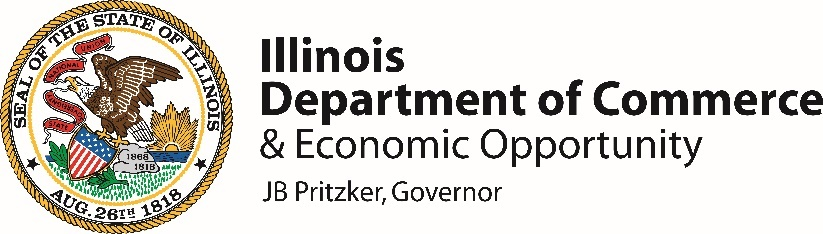 SEAL OF THE STATE OF ILLINOIS
AUG. 26TH 1818
STATE
SOVEREIGNTY
NATIONAL
UNION
1868
1818
Illinois
Department of Commerce
& Economic Opportunity
JB Pritzker, Governor